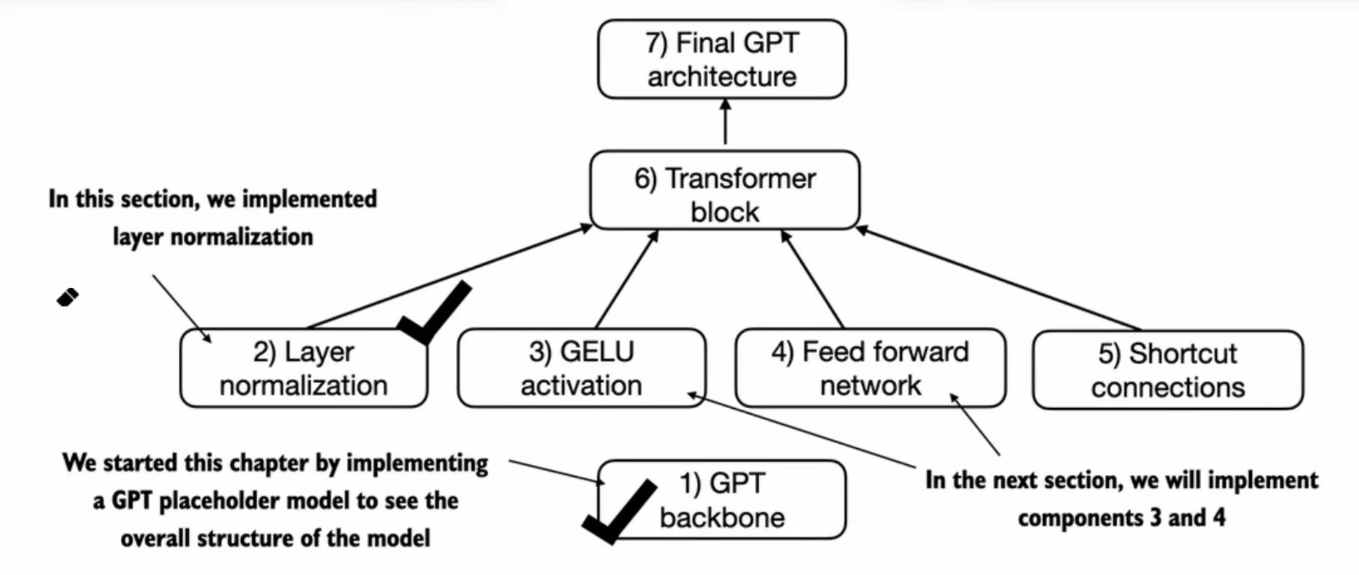 7) Final GPT
architecture
6) Transformer
block
In this section, we implemented
layer normalization
2) Layer
normalization
3) GELU
activation
4) Feed forward
network
5) Shortcut
connections
We started this chapter by implementing
a GPT placeholder model to see the
overall structure of the model
1) GPT
backbone
In the next section, we will implement
components 3 and 4